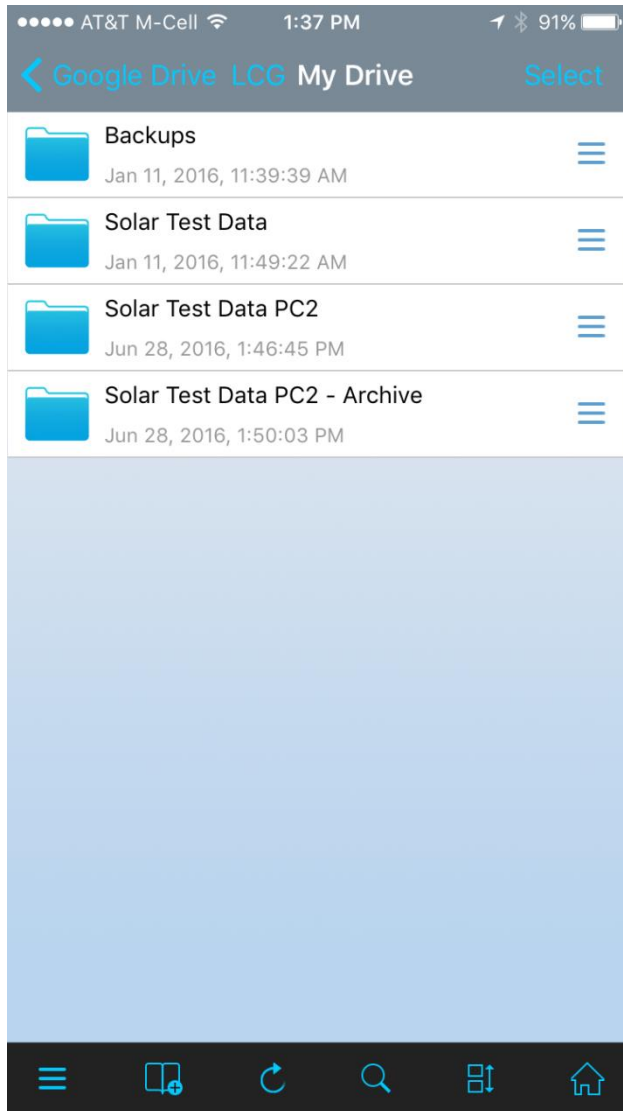 AT&T M-Cell 1:37 PM 91%
Google Drive LCG My Drive Select
Backups
Jan 11, 2016, 11:39:39 AM
Solar Test Data
Jan 11, 2016, 11:49:22 AM
Solar Test Data PC2
Jun 28, 2016, 1:46:45 PM
Solar Test Data PC2 - Archive
Jun 28, 2016, 1:50:03 PM